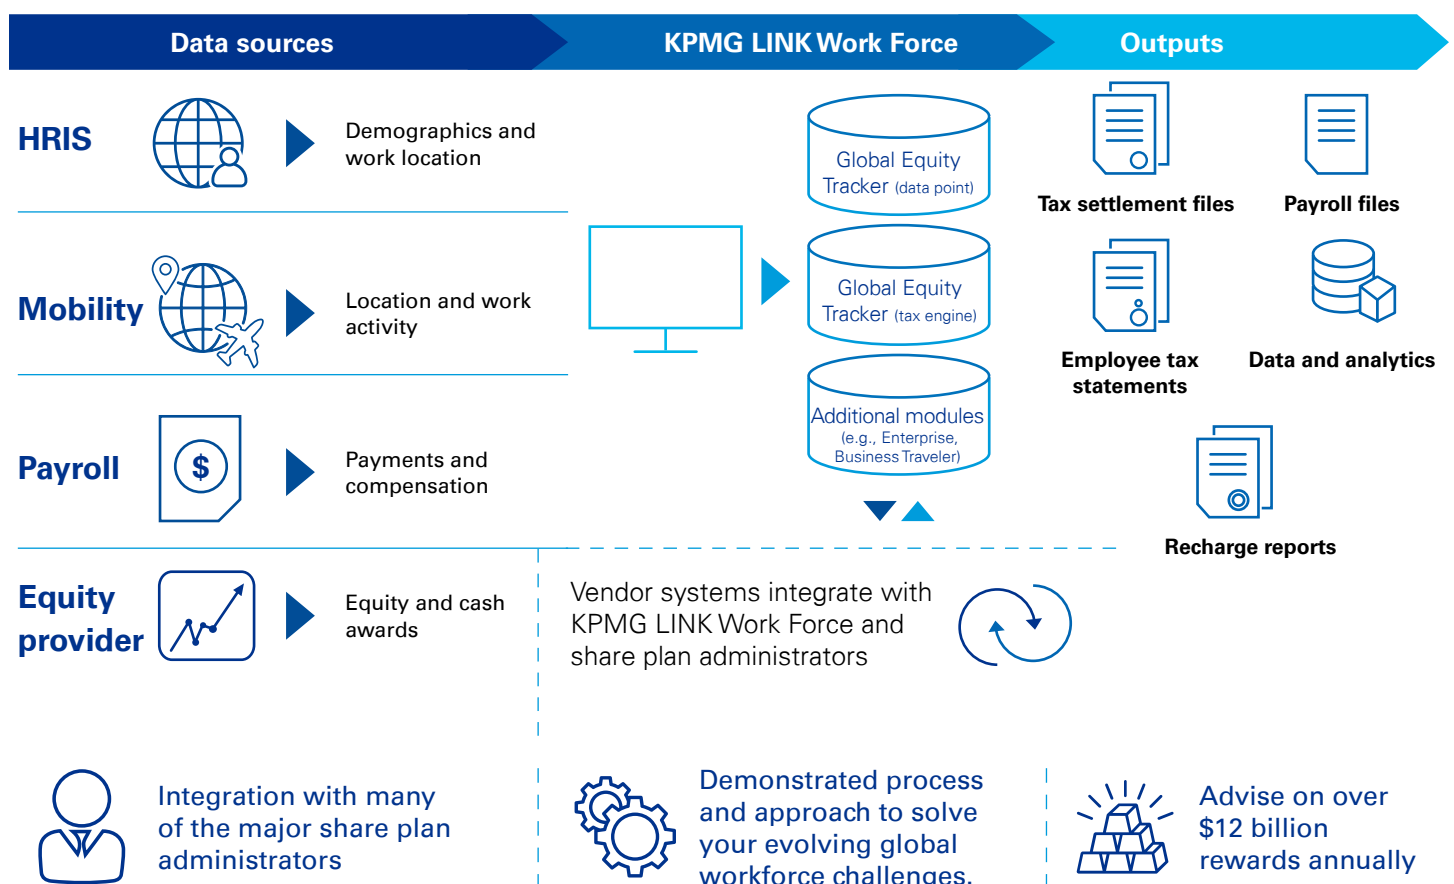 Data sources
KPMG LINK Work Force
Outputs
HRIS
Demographics and
work location
Mobility
Location and work
activity
Payroll
$
Payments and
compensation
Equity
provider
Equity and cash
awards
Global Equity
Tracker (data point)
Global Equity
Tracker (tax engine)
Additional modules
(e.g., Enterprise,
Business Traveler)
Vendor systems integrate with
KPMG LINK Work Force and
share plan administrators
Tax settlement files
Payroll files
Employee tax
statements
Data and analytics
Recharge reports
Integration with many
of the major share plan
administrators
Demonstrated process
and approach to solve
your evolving global
workforce challenges.
Advise on over
$12 billion
rewards annually